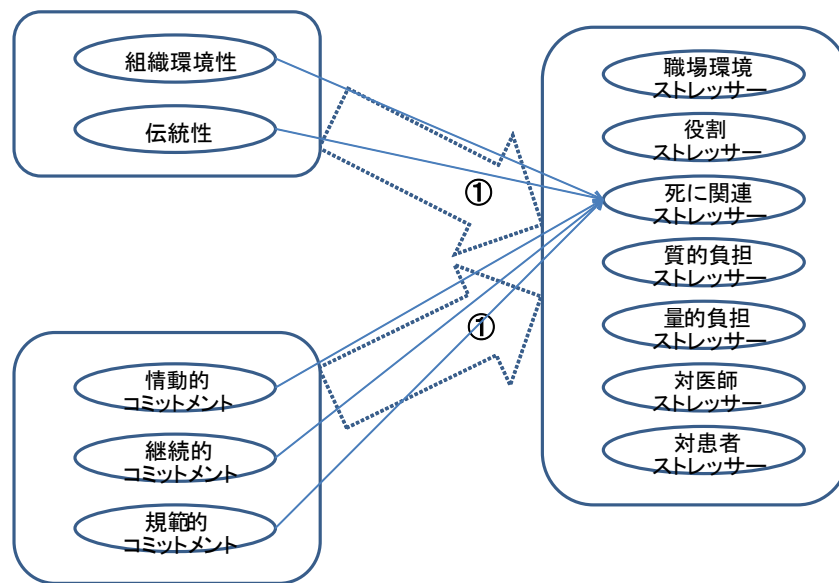 組織環境性
伝統性
①
①
情動的
コミットメント
継続的
コミットメント
規範的
コミットメント
職場環境
ストレッサー
役割
ストレッサー
死に関連
ストレッサー
質的負担
ストレッサー
量的負担
ストレッサー
対医師
ストレッサー
対患者
ストレッサー